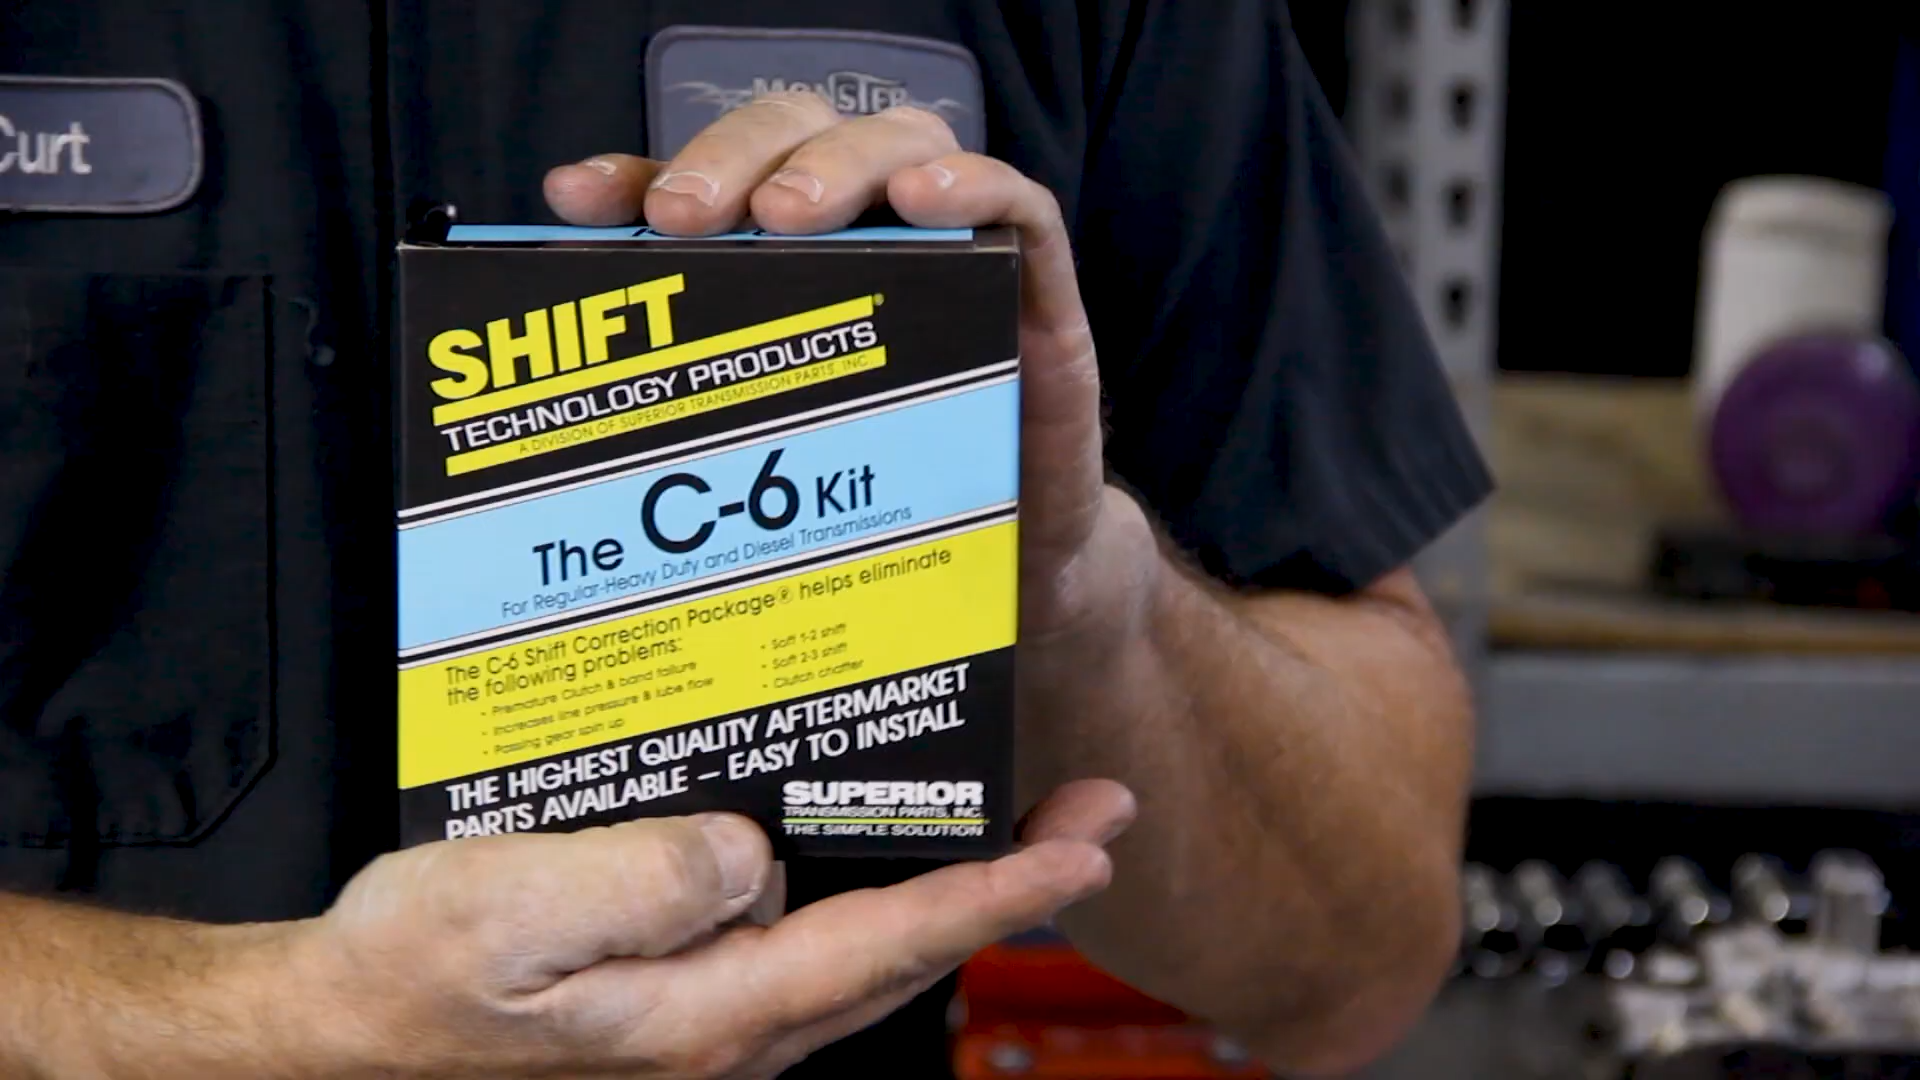 Curt
MONSTER
SHIFT
TECHNOLOGY PRODUCTS
A DIVISION OF SUPERIOR TRANSMISSION PARTS, INC.
The C-6 Kit
For Regular-Heavy Duty and Diesel Transmissions
The C-6 Shift Correction Package® helps eliminate
the following problems:
• Premature Clutch & band failure
• Increases line pressure & lube flow
• Passing gear spin up
• Soft 1-2 shift
• Soft 2-3 shift
• Clutch chatter
THE HIGHEST QUALITY AFTERMARKET
PARTS AVAILABLE – EASY TO INSTALL
SUPERIOR
TRANSMISSION PARTS, INC.
THE SIMPLE SOLUTION